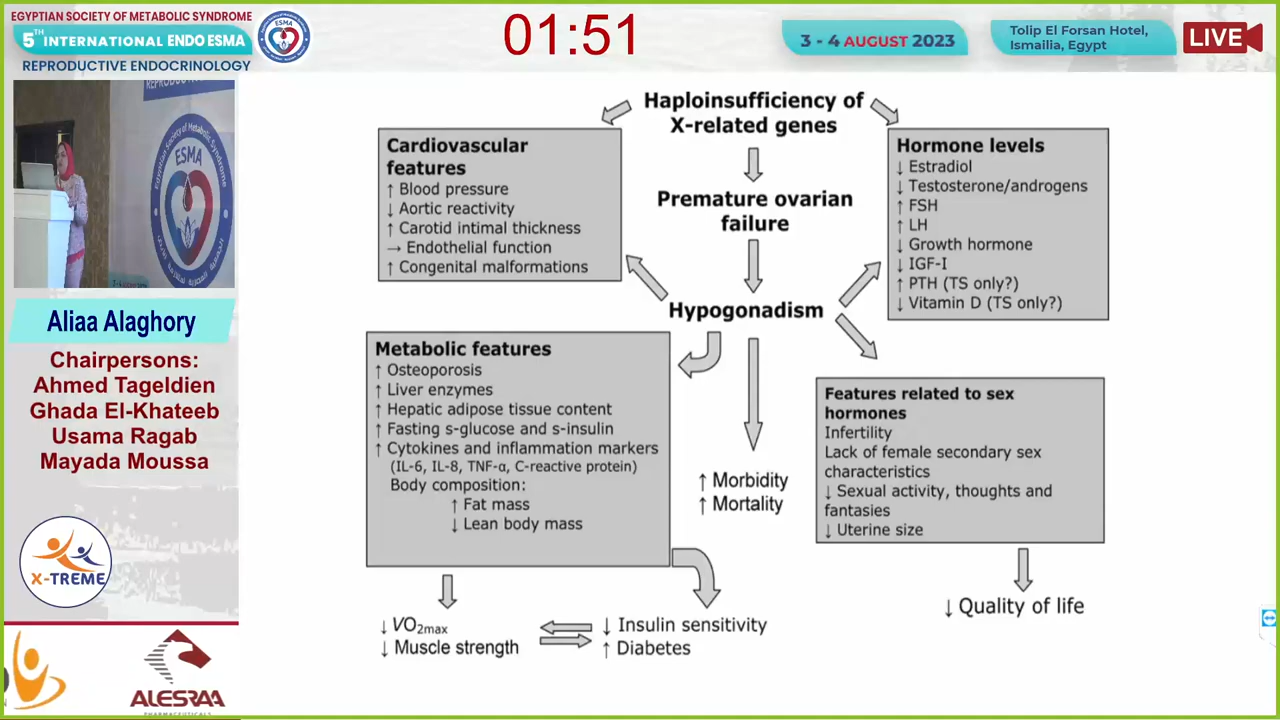 EGYPTIAN SOCIETY OF METABOLIC SYNDROME
5TH INTERNATIONAL ENDO ESMA
REPRODUCTIVE ENDOCRINOLOGY
01:51
3 - 4 AUGUST 2023
Tolip El Forsan Hotel,
Ismailia, Egypt
LIVE
ESMA
Aliaa Alaghory
Chairpersons:
Ahmed Tageldien
Ghada El-Khateeb
Usama Ragab
Mayada Moussa
X-TREME
ALESRAA
PHARMACEUTICALS
Haploinsufficiency of
X-related genes
Premature ovarian
failure
Hypogonadism
Cardiovascular
features
↑ Blood pressure
↓ Aortic reactivity
↑ Carotid intimal thickness
→ Endothelial function
↑ Congenital malformations
Hormone levels
↓ Estradiol
↓ Testosterone/androgens
↑ FSH
↑ LH
↓ Growth hormone
↓ IGF-I
↑ PTH (TS only?)
↓ Vitamin D (TS only?)
Metabolic features
↑ Osteoporosis
↑ Liver enzymes
↑ Hepatic adipose tissue content
↑ Fasting s-glucose and s-insulin
↑ Cytokines and inflammation markers
(IL-6, IL-8, TNF-α, C-reactive protein)
Body composition:
↑ Fat mass
↓ Lean body mass
↑ Morbidity
↑ Mortality
Features related to sex
hormones
Infertility
Lack of female secondary sex
characteristics
↓ Sexual activity, thoughts and
fantasies
↓ Uterine size
↓ Quality of life
↓ VO2max
↓ Muscle strength
↓ Insulin sensitivity
↑ Diabetes